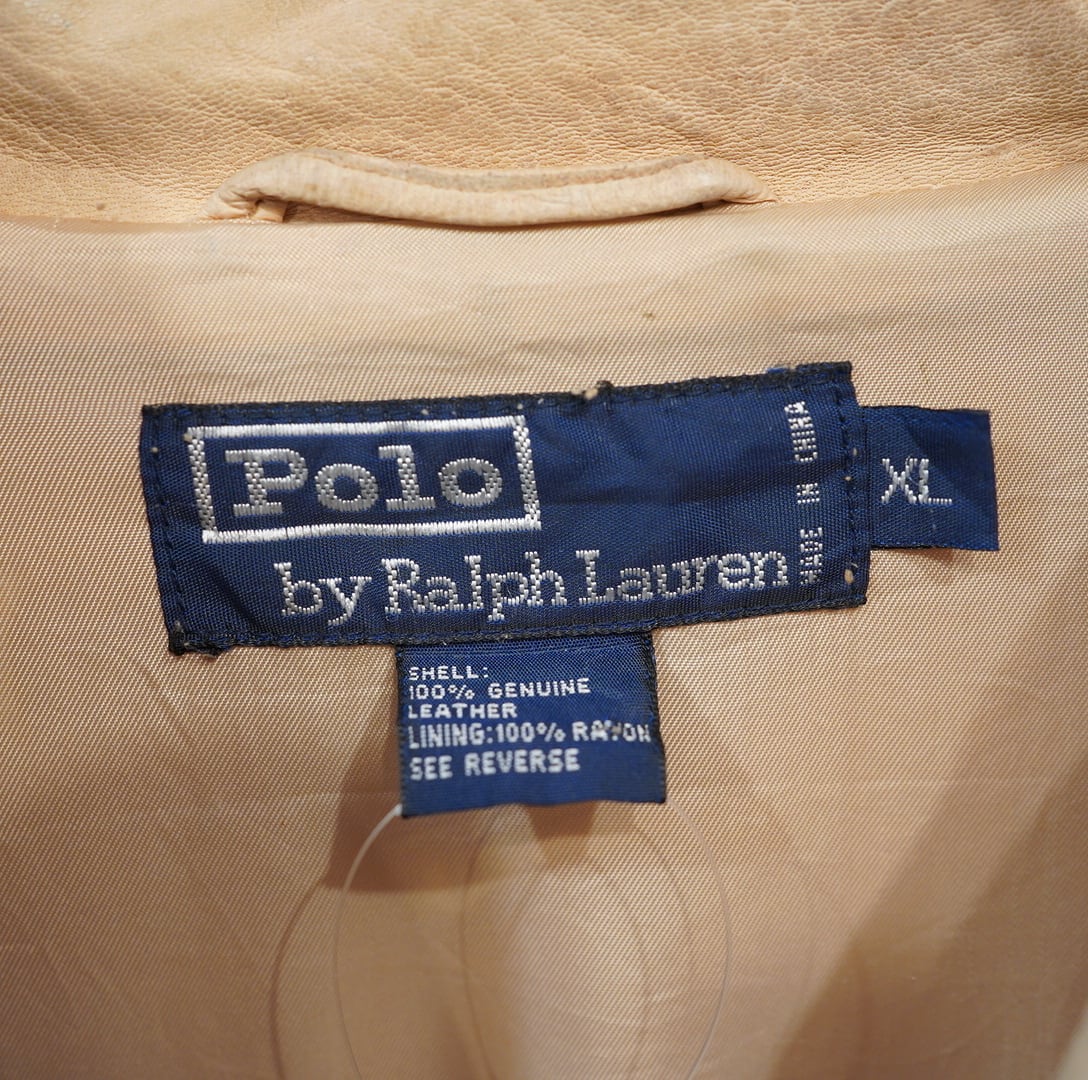 Polo
by Ralph Lauren
MADE IN CHINA
XL
SHELL:
100% GENUINE
LEATHER
LINING:100% RAYON
SEE REVERSE